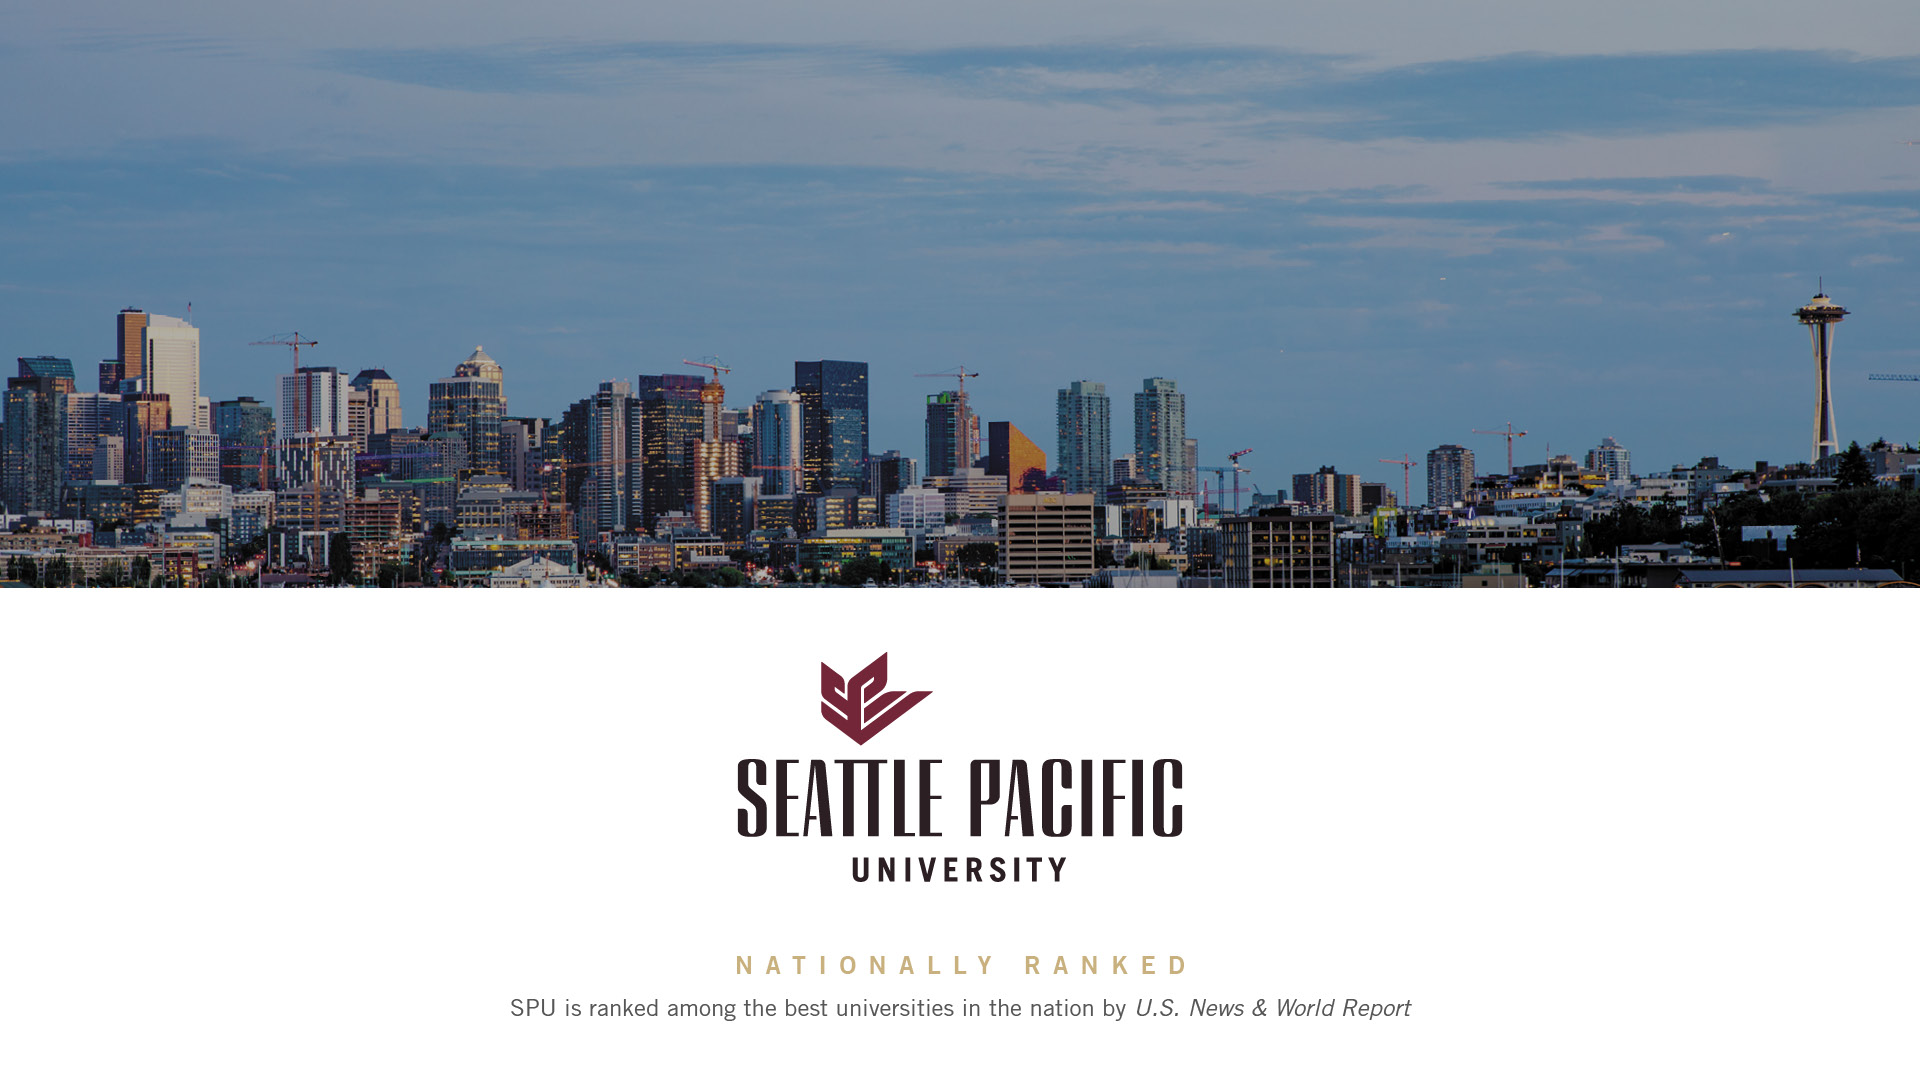 SEATTLE PACIFIC
UNIVERSITY
NATIONALLY RANKED
SPU is ranked among the best universities in the nation by U.S. News & World Report